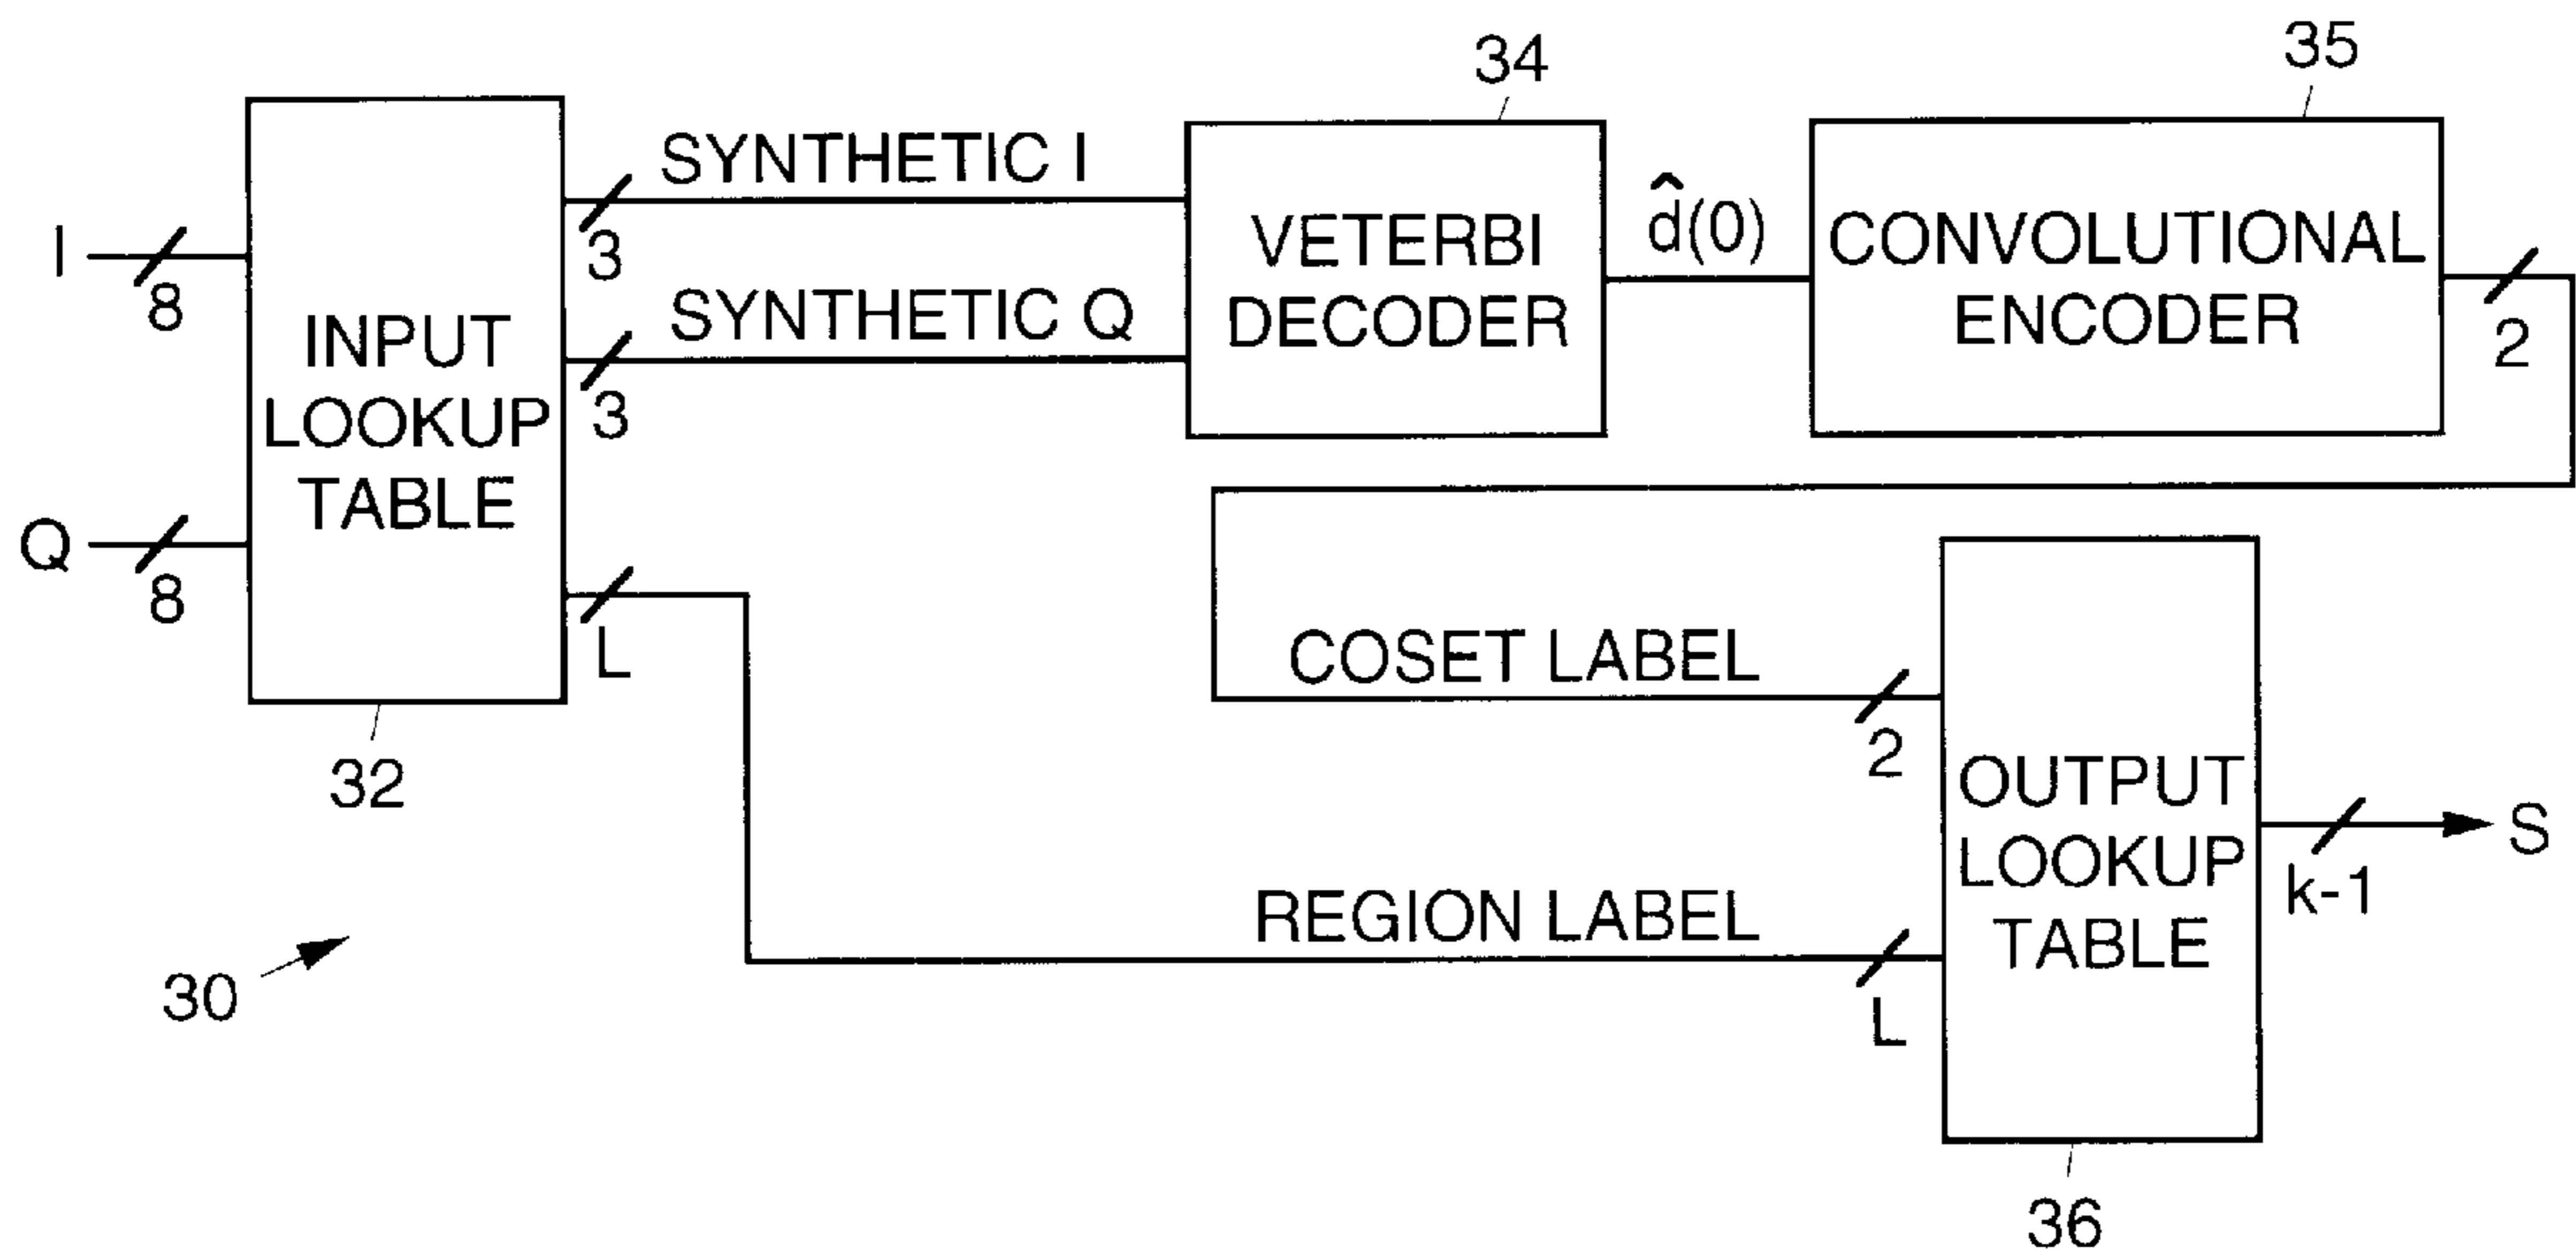 34
35
SYNTHETIC I
3
I
8
INPUT
LOOKUP
TABLE
SYNTHETIC Q
3
VETERBI
DECODER
d̂(0)
CONVOLUTIONAL
ENCODER
2
Q
8
L
32
COSET LABEL
2
OUTPUT
LOOKUP
TABLE
S
k-1
REGION LABEL
L
30
36